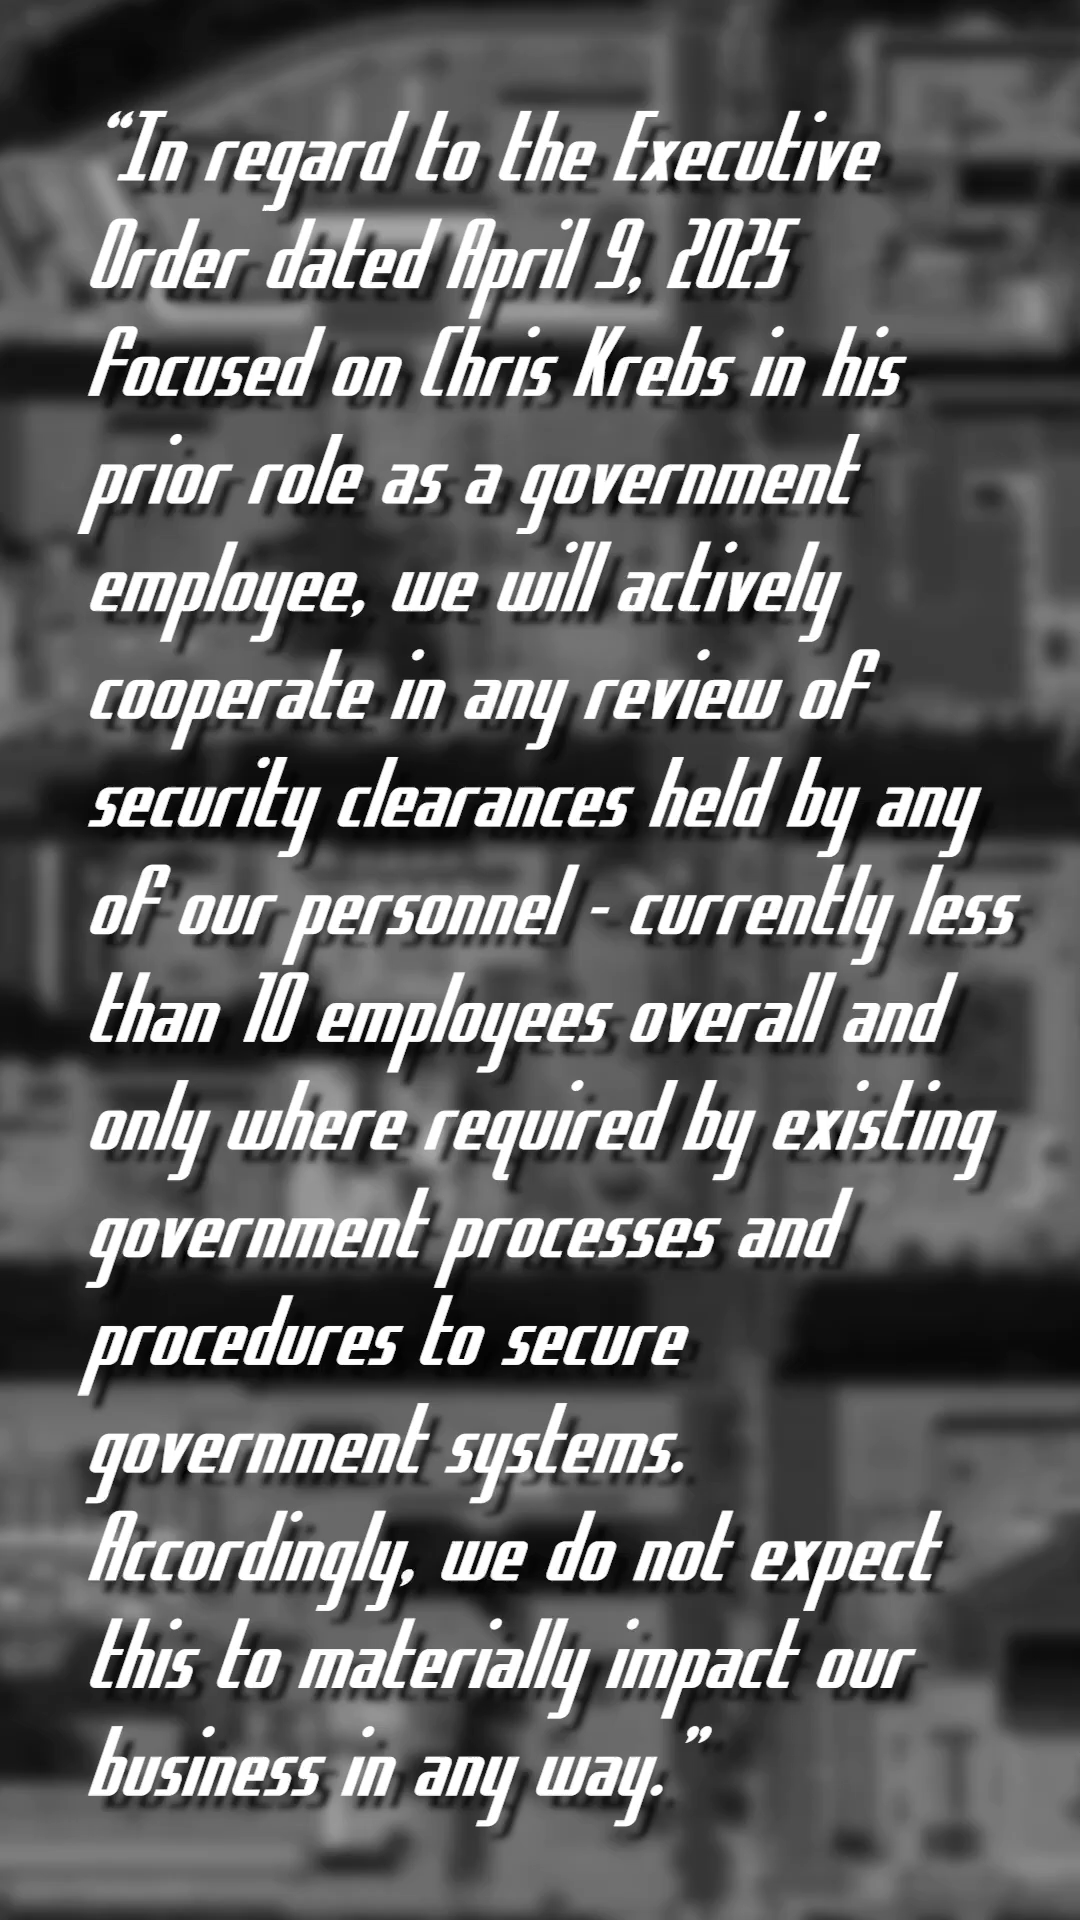 “In regard to the Executive
Order dated April 9, 2025
focused on Chris Krebs in his
prior role as a government
employee, we will actively
cooperate in any review of
security clearances held by any
of our personnel - currently less
than 10 employees overall and
only where required by existing
government processes and
procedures to secure
government systems.
Accordingly, we do not expect
this to materially impact our
business in any way.”